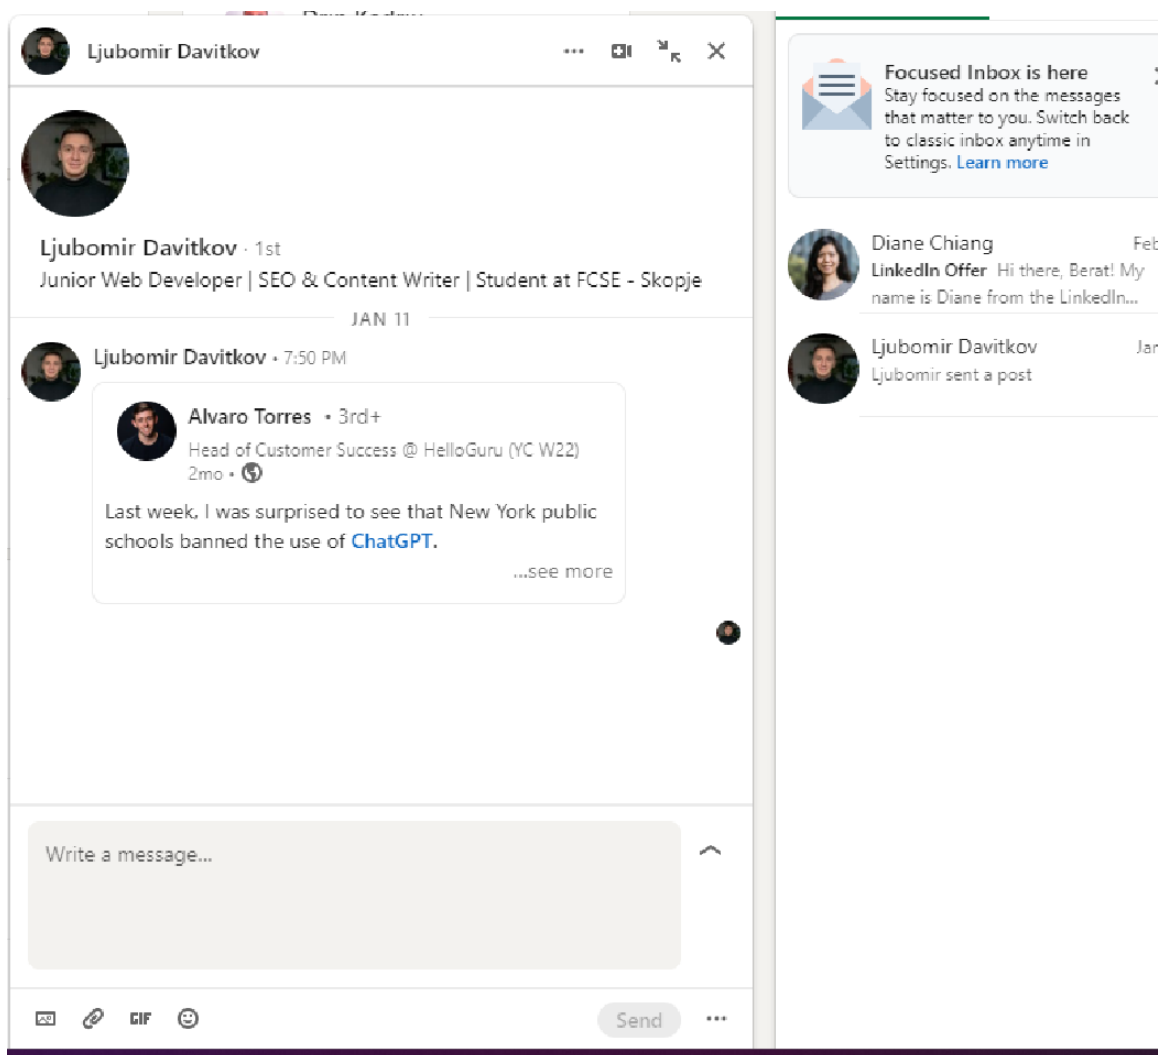 Ljubomir Davitkov
Ljubomir Davitkov · 1st
Junior Web Developer | SEO & Content Writer | Student at FCSE - Skopje
JAN 11
Ljubomir Davitkov • 7:50 PM
Alvaro Torres • 3rd+
Head of Customer Success @ HelloGuru (YC W22)
2mo •
Last week, I was surprised to see that New York public
schools banned the use of ChatGPT.
...see more
Write a message...
GIF
Send
Focused Inbox is here
Stay focused on the messages
that matter to you. Switch back
to classic inbox anytime in
Settings. Learn more
Diane Chiang Feb
LinkedIn Offer Hi there, Berat! My
name is Diane from the LinkedIn...
Ljubomir Davitkov Jan
Ljubomir sent a post